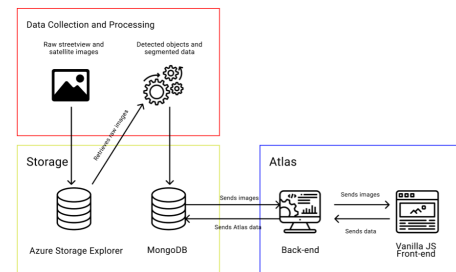 Data Collection and Processing
Raw streetview and
satellite images
Detected objects and
segmented data
Retrieves raw images
Storage
Azure Storage Explorer
MongoDB
Atlas
Sends images
Sends Atlas data
Back-end
Sends images
Sends data
Vanilla JS
Front-end